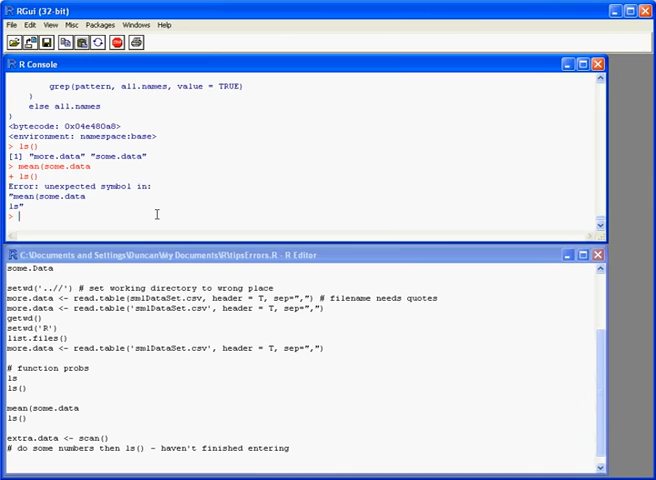 RGui (32-bit)
File Edit View Misc Packages Windows Help
R Console
grep(pattern, all.names, value = TRUE)
)
else all.names
)
<bytecode: 0x04e480a8>
<environment: namespace:base>
> ls()
[1] "more.data" "some.data"
> mean(some.data
+ ls()
Error: unexpected symbol in:
"mean(some.data
ls"
>
C:\Documents and Settings\Duncan\My Documents\R\tipsErrors.R - R Editor
some.Data
setwd('..//') # set working directory to wrong place
more.data <- read.table(smlDataSet.csv, header = T, sep=",") # filename needs quotes
more.data <- read.table('smlDataSet.csv', header = T, sep=",")
getwd()
setwd('R')
list.files()
more.data <- read.table('smlDataSet.csv', header = T, sep=",")
# function probs
ls
ls()
mean(some.data
ls()
extra.data <- scan()
# do some numbers then ls() - haven't finished entering